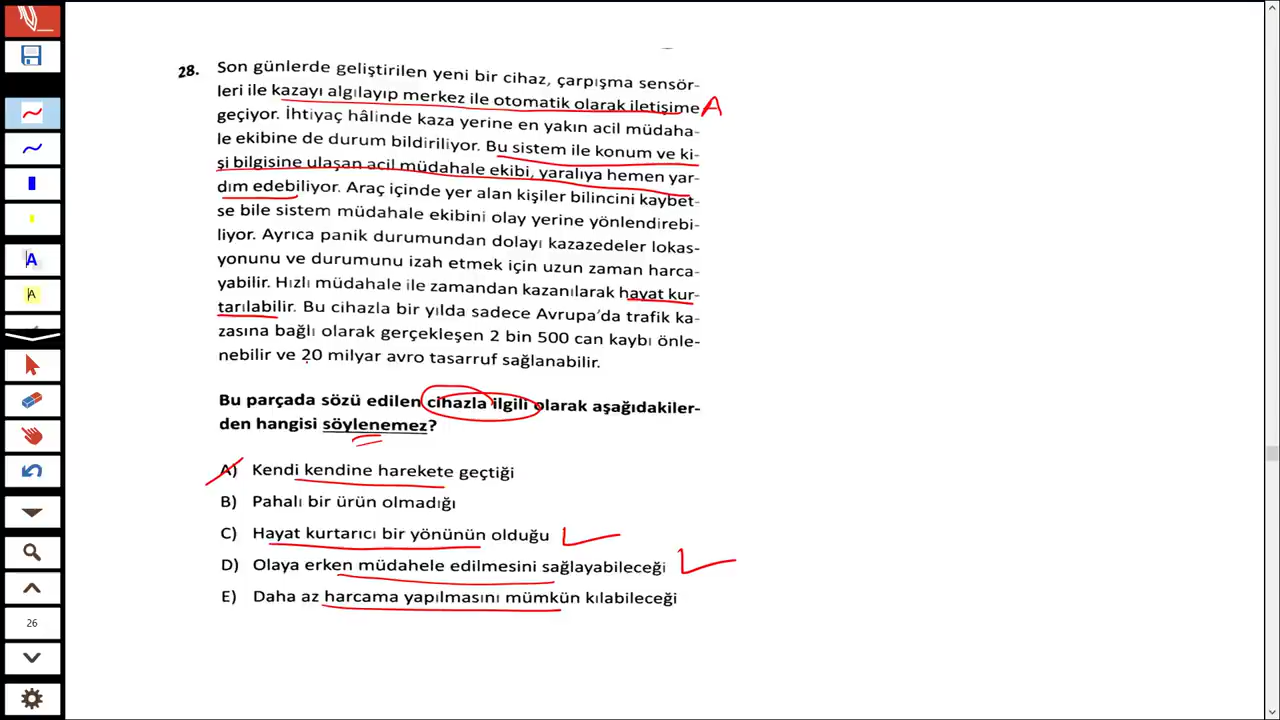 28. Son günlerde geliştirilen yeni bir cihaz, çarpışma sensör-
leri ile kazayı algılayıp merkez ile otomatik olarak iletişime A
geçiyor. İhtiyaç hâlinde kaza yerine en yakın acil müdaha-
le ekibine de durum bildiriliyor. Bu sistem ile konum ve ki-
şi bilgisine ulaşan acil müdahale ekibi, yaralıya hemen yar-
dım edebiliyor. Araç içinde yer alan kişiler bilincini kaybet-
se bile sistem müdahale ekibini olay yerine yönlendirebi-
liyor. Ayrıca panik durumundan dolayı kazazedeler lokas-
yonunu ve durumunu izah etmek için uzun zaman harca-
yabilir. Hızlı müdahale ile zamandan kazanılarak hayat kur-
tarılabilir. Bu cihazla bir yılda sadece Avrupa'da trafik ka-
zasına bağlı olarak gerçekleşen 2 bin 500 can kaybı önle-
nebilir ve 20 milyar avro tasarruf sağlanabilir.
Bu parçada sözü edilen cihazla ilgili olarak aşağıdakiler-
den hangisi söylenemez?
A) Kendi kendine harekete geçtiği
B) Pahalı bir ürün olmadığı
C) Hayat kurtarıcı bir yönünün olduğu
D) Olaya erken müdahele edilmesini sağlayabileceği
E) Daha az harcama yapılmasını mümkün kılabileceği
A
A
26